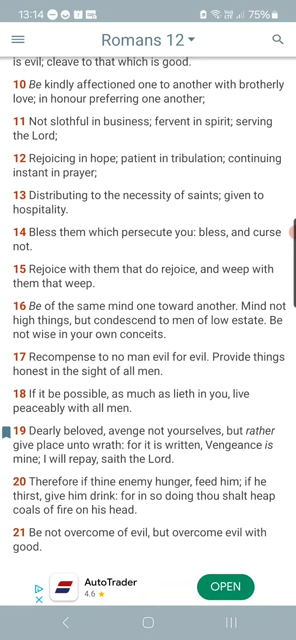 13:14
75%
Romans 12
is evil; cleave to that which is good.
10 Be kindly affectioned one to another with brotherly
love; in honour preferring one another;
11 Not slothful in business; fervent in spirit; serving
the Lord;
12 Rejoicing in hope; patient in tribulation; continuing
instant in prayer;
13 Distributing to the necessity of saints; given to
hospitality.
14 Bless them which persecute you: bless, and curse
not.
15 Rejoice with them that do rejoice, and weep with
them that weep.
16 Be of the same mind one toward another. Mind not
high things, but condescend to men of low estate. Be
not wise in your own conceits.
17 Recompense to no man evil for evil. Provide things
honest in the sight of all men.
18 If it be possible, as much as lieth in you, live
peaceably with all men.
19 Dearly beloved, avenge not yourselves, but rather
give place unto wrath: for it is written, Vengeance is
mine; I will repay, saith the Lord.
20 Therefore if thine enemy hunger, feed him; if he
thirst, give him drink: for in so doing thou shalt heap
coals of fire on his head.
21 Be not overcome of evil, but overcome evil with
good.
AutoTrader
4.6
OPEN